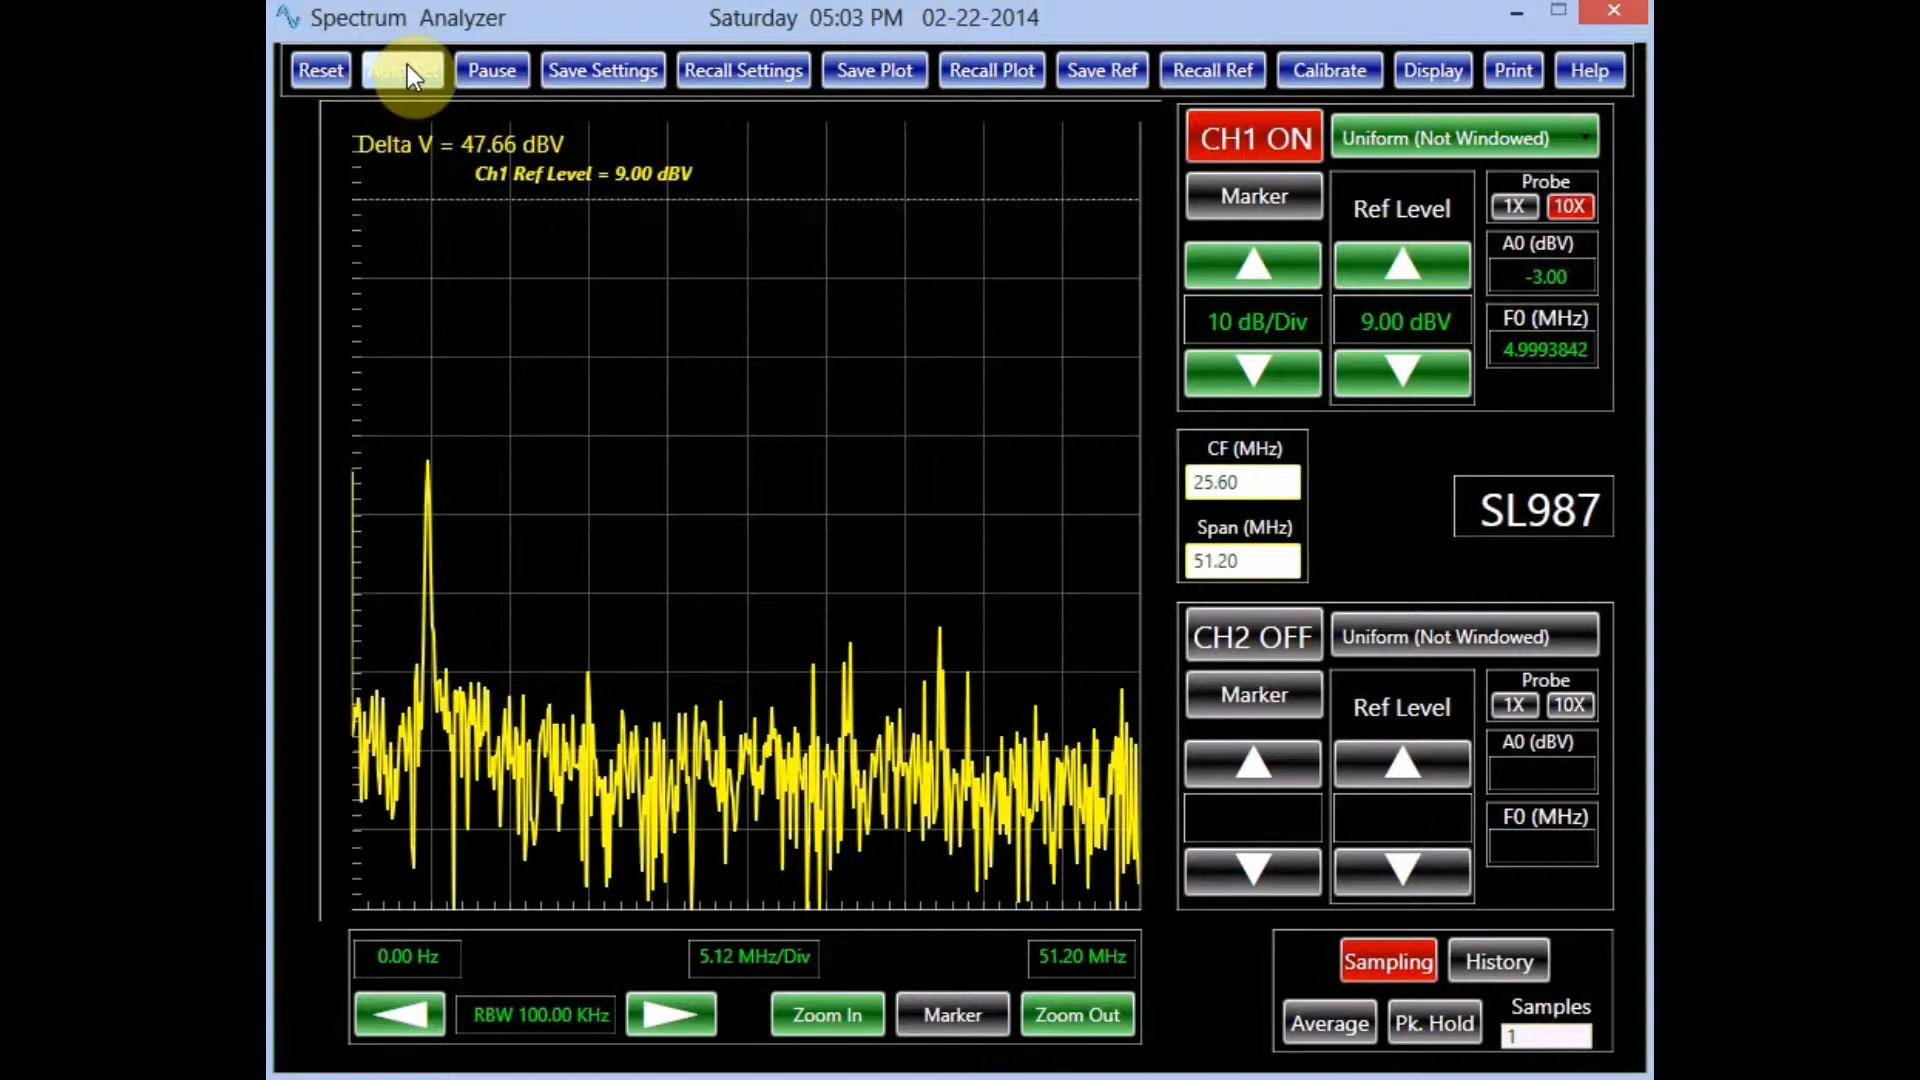 Spectrum Analyzer
Saturday 05:03 PM 02-22-2014
Reset
Pause
Save Settings
Recall Settings
Save Plot
Recall Plot
Save Ref
Recall Ref
Calibrate
Display
Print
Help
Delta V = 47.66 dBV
Ch1 Ref Level = 9.00 dBV
CH1 ON
Uniform (Not Windowed)
Marker
Ref Level
Probe
1X
10X
A0 (dBV)
-3.00
10 dB/Div
9.00 dBV
F0 (MHz)
4.9993842
CF (MHz)
25.60
Span (MHz)
51.20
SL987
CH2 OFF
Uniform (Not Windowed)
Marker
Ref Level
Probe
1X
10X
A0 (dBV)
F0 (MHz)
0.00 Hz
5.12 MHz/Div
51.20 MHz
RBW 100.00 KHz
Zoom In
Marker
Zoom Out
Sampling
History
Average
Pk. Hold
Samples
1